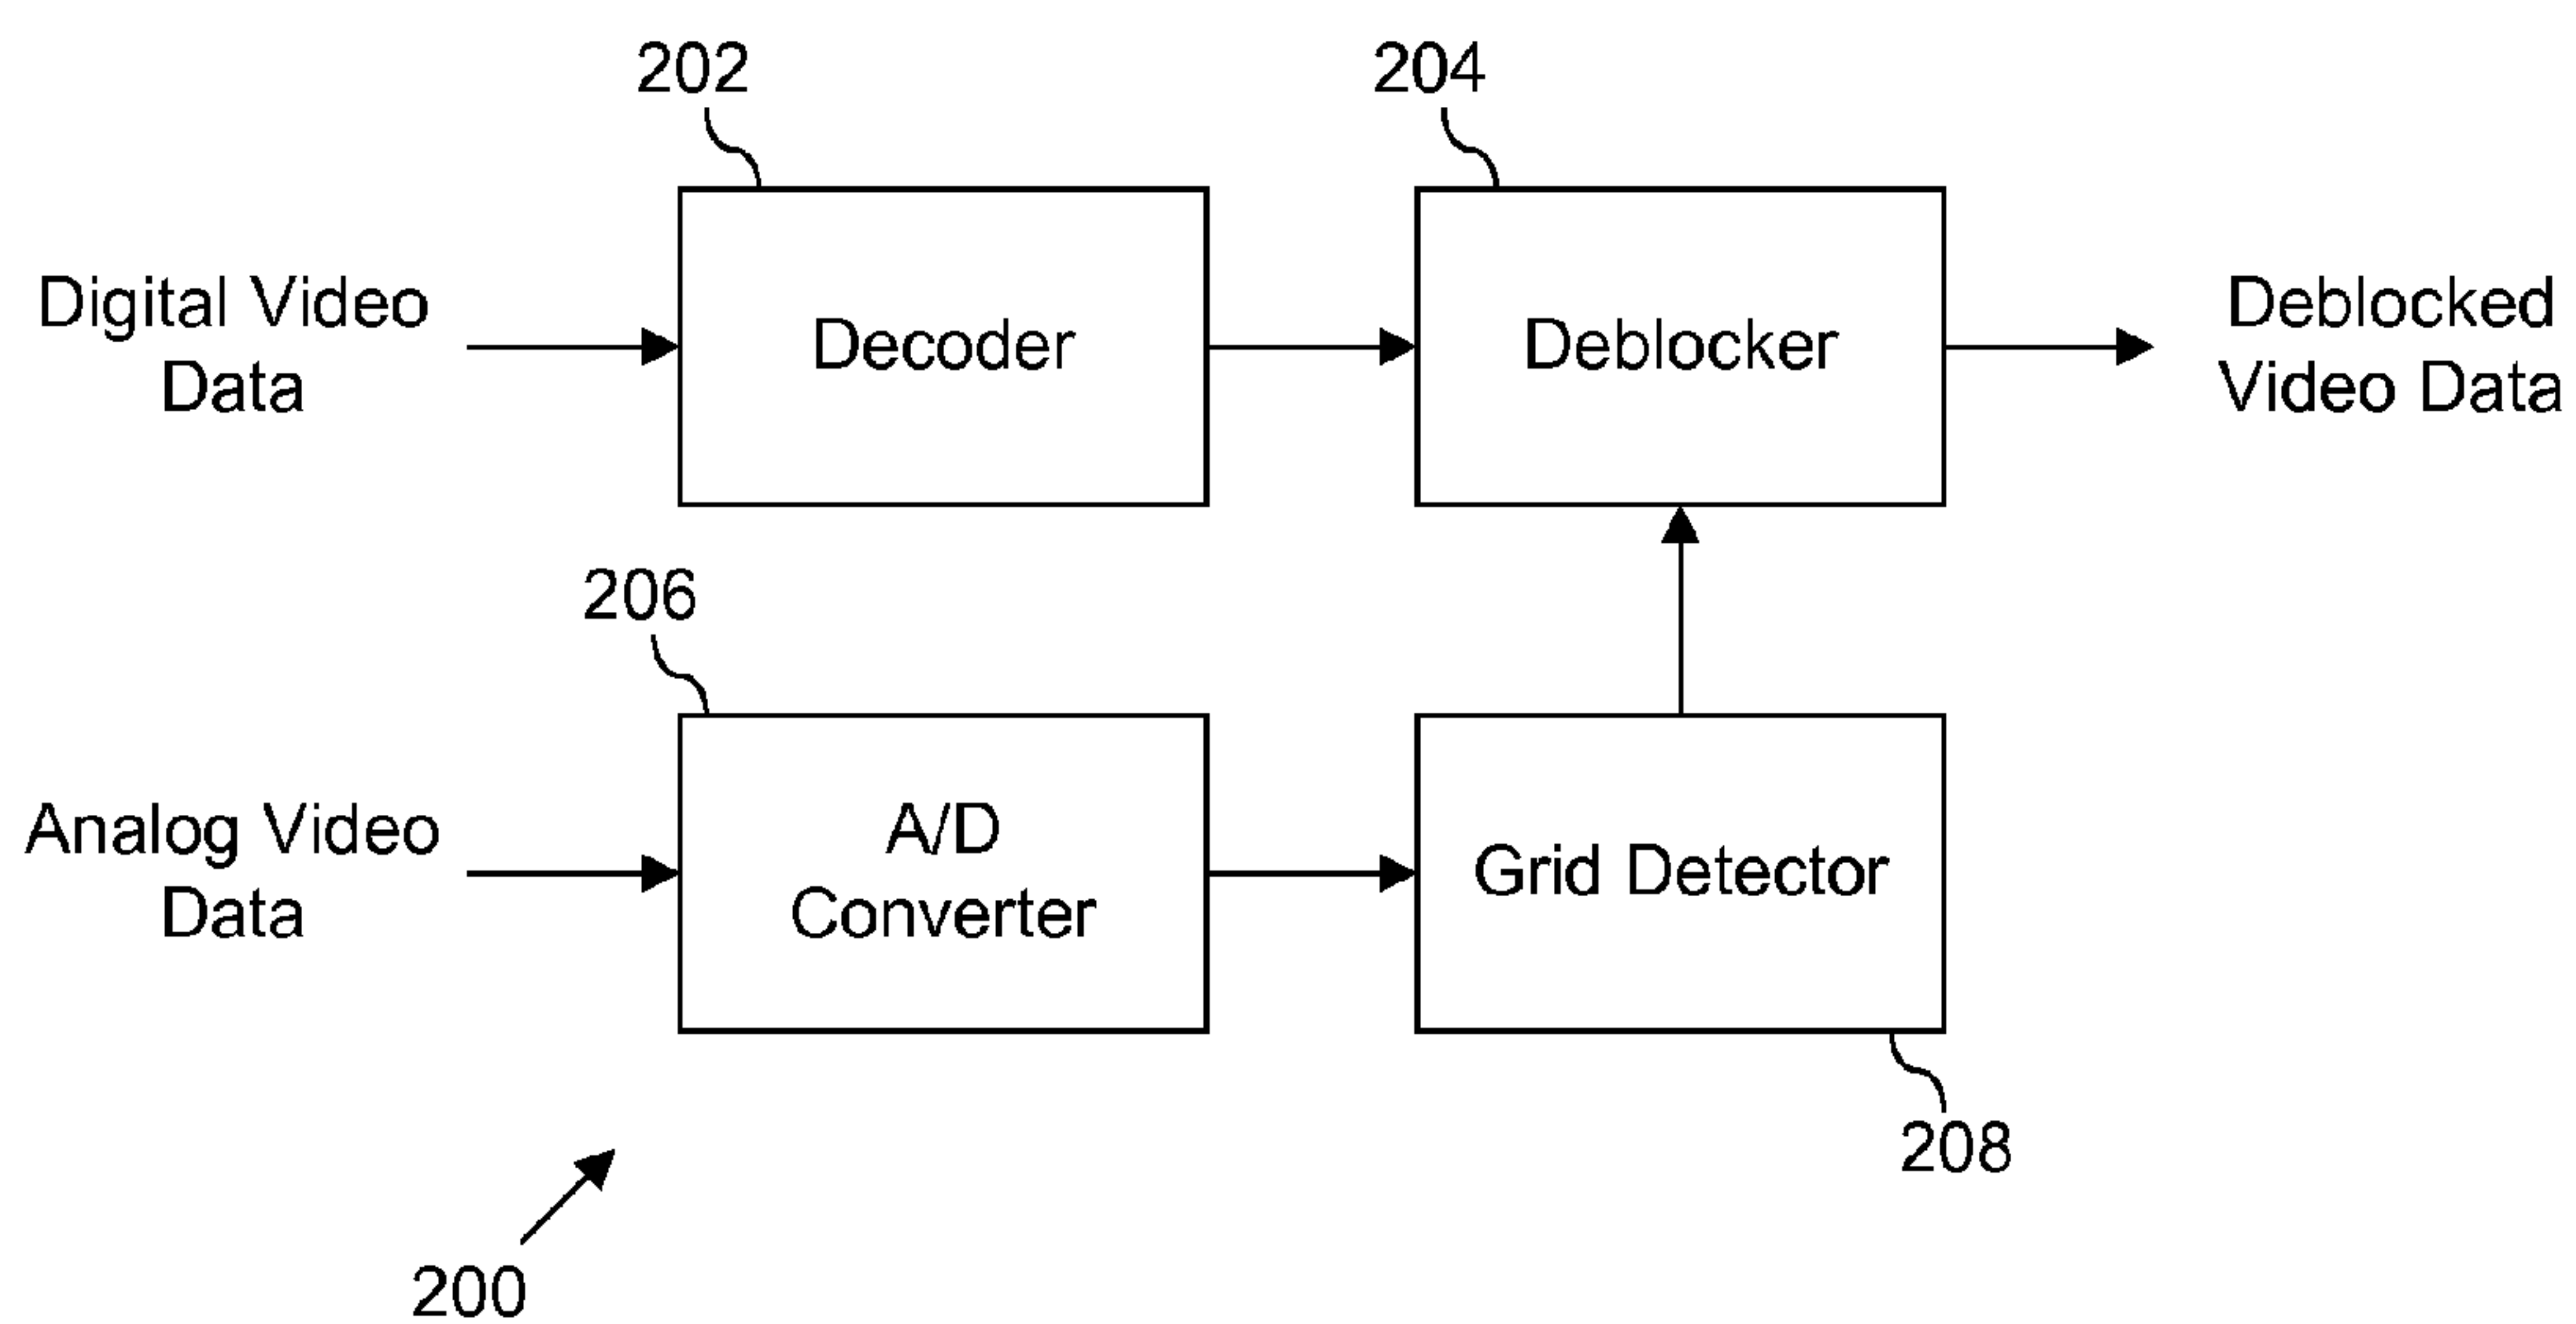 202
204
Digital Video
Data
Decoder
Deblocker
Deblocked
Video Data
206
Analog Video
Data
A/D
Converter
Grid Detector
208
200